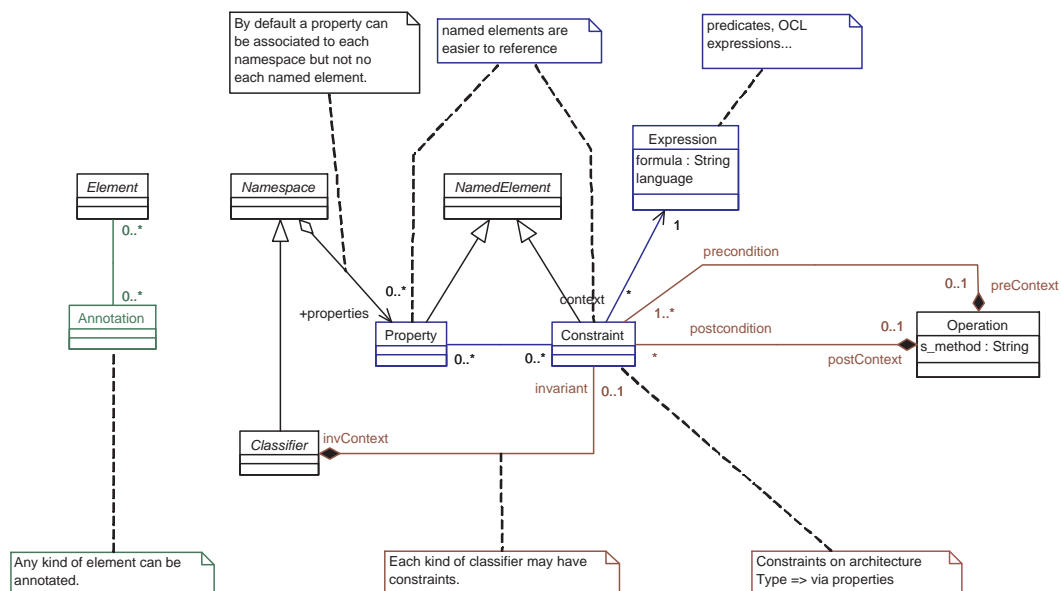 By default a property can
be associated to each
namespace but not no
each named element.
named elements are
easier to reference
predicates, OCL
expressions...
Expression
formula : String
language
Element
Namespace
NamedElement
0..*
1
precondition
0..1
preContext
0..*
0..*
context
*
1..*
+properties
Annotation
Property
Constraint
postcondition
0..1
Operation
s_method : String
0..*
0..*
*
postContext
invariant
0..1
Classifier
invContext
Any kind of element can be
annotated.
Each kind of classifier may have
constraints.
Constraints on architecture
Type => via properties